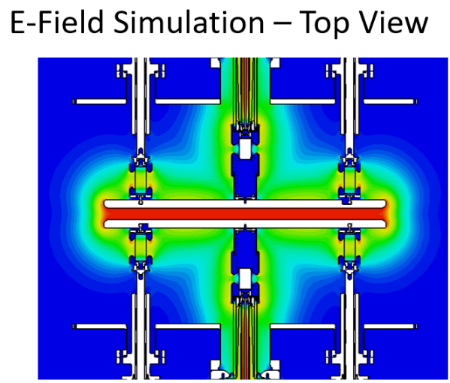 E-Field Simulation – Top View